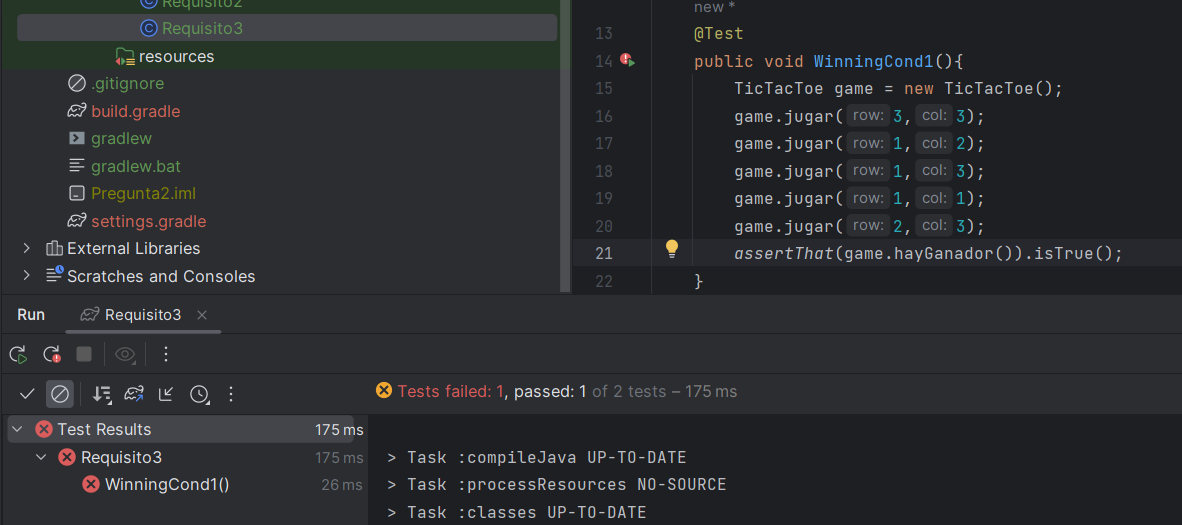 Requisito2
Requisito3
resources
.gitignore
build.gradle
gradlew
gradlew.bat
Pregunta2.iml
settings.gradle
External Libraries
Scratches and Consoles
new *
13 @Test
14 public void WinningCond1(){
15 TicTacToe game = new TicTacToe();
16 game.jugar( row: 3, col: 3);
17 game.jugar( row: 1, col: 2);
18 game.jugar( row: 1, col: 3);
19 game.jugar( row: 1, col: 1);
20 game.jugar( row: 2, col: 3);
21 assertThat(game.hayGanador()).isTrue();
22 }
Run Requisito3 ×
Tests failed: 1, passed: 1 of 2 tests – 175 ms
Test Results 175 ms
Requisito3 175 ms
WinningCond1() 26 ms
> Task :compileJava UP-TO-DATE
> Task :processResources NO-SOURCE
> Task :classes UP-TO-DATE